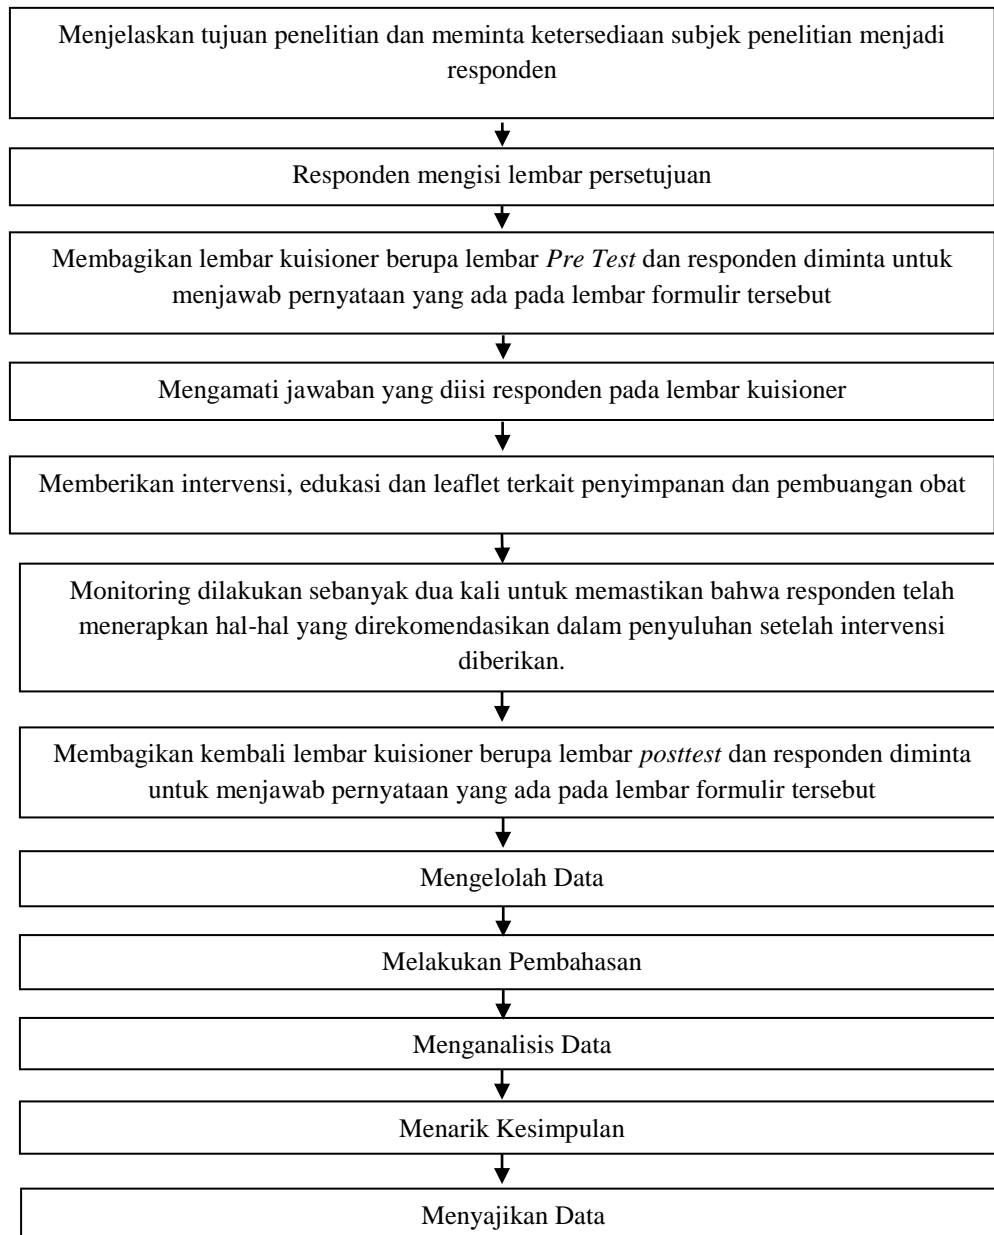 Menjelaskan tujuan penelitian dan meminta ketersediaan subjek penelitian menjadi
responden
Responden mengisi lembar persetujuan
Membagikan lembar kuisioner berupa lembar Pre Test dan responden diminta untuk
menjawab pernyataan yang ada pada lembar formulir tersebut
Mengamati jawaban yang diisi responden pada lembar kuisioner
Memberikan intervensi, edukasi dan leaflet terkait penyimpanan dan pembuangan obat
Monitoring dilakukan sebanyak dua kali untuk memastikan bahwa responden telah
menerapkan hal-hal yang direkomendasikan dalam penyuluhan setelah intervensi
diberikan.
Membagikan kembali lembar kuisioner berupa lembar posttest dan responden diminta
untuk menjawab pernyataan yang ada pada lembar formulir tersebut
Mengelolah Data
Melakukan Pembahasan
Menganalisis Data
Menarik Kesimpulan
Menyajikan Data